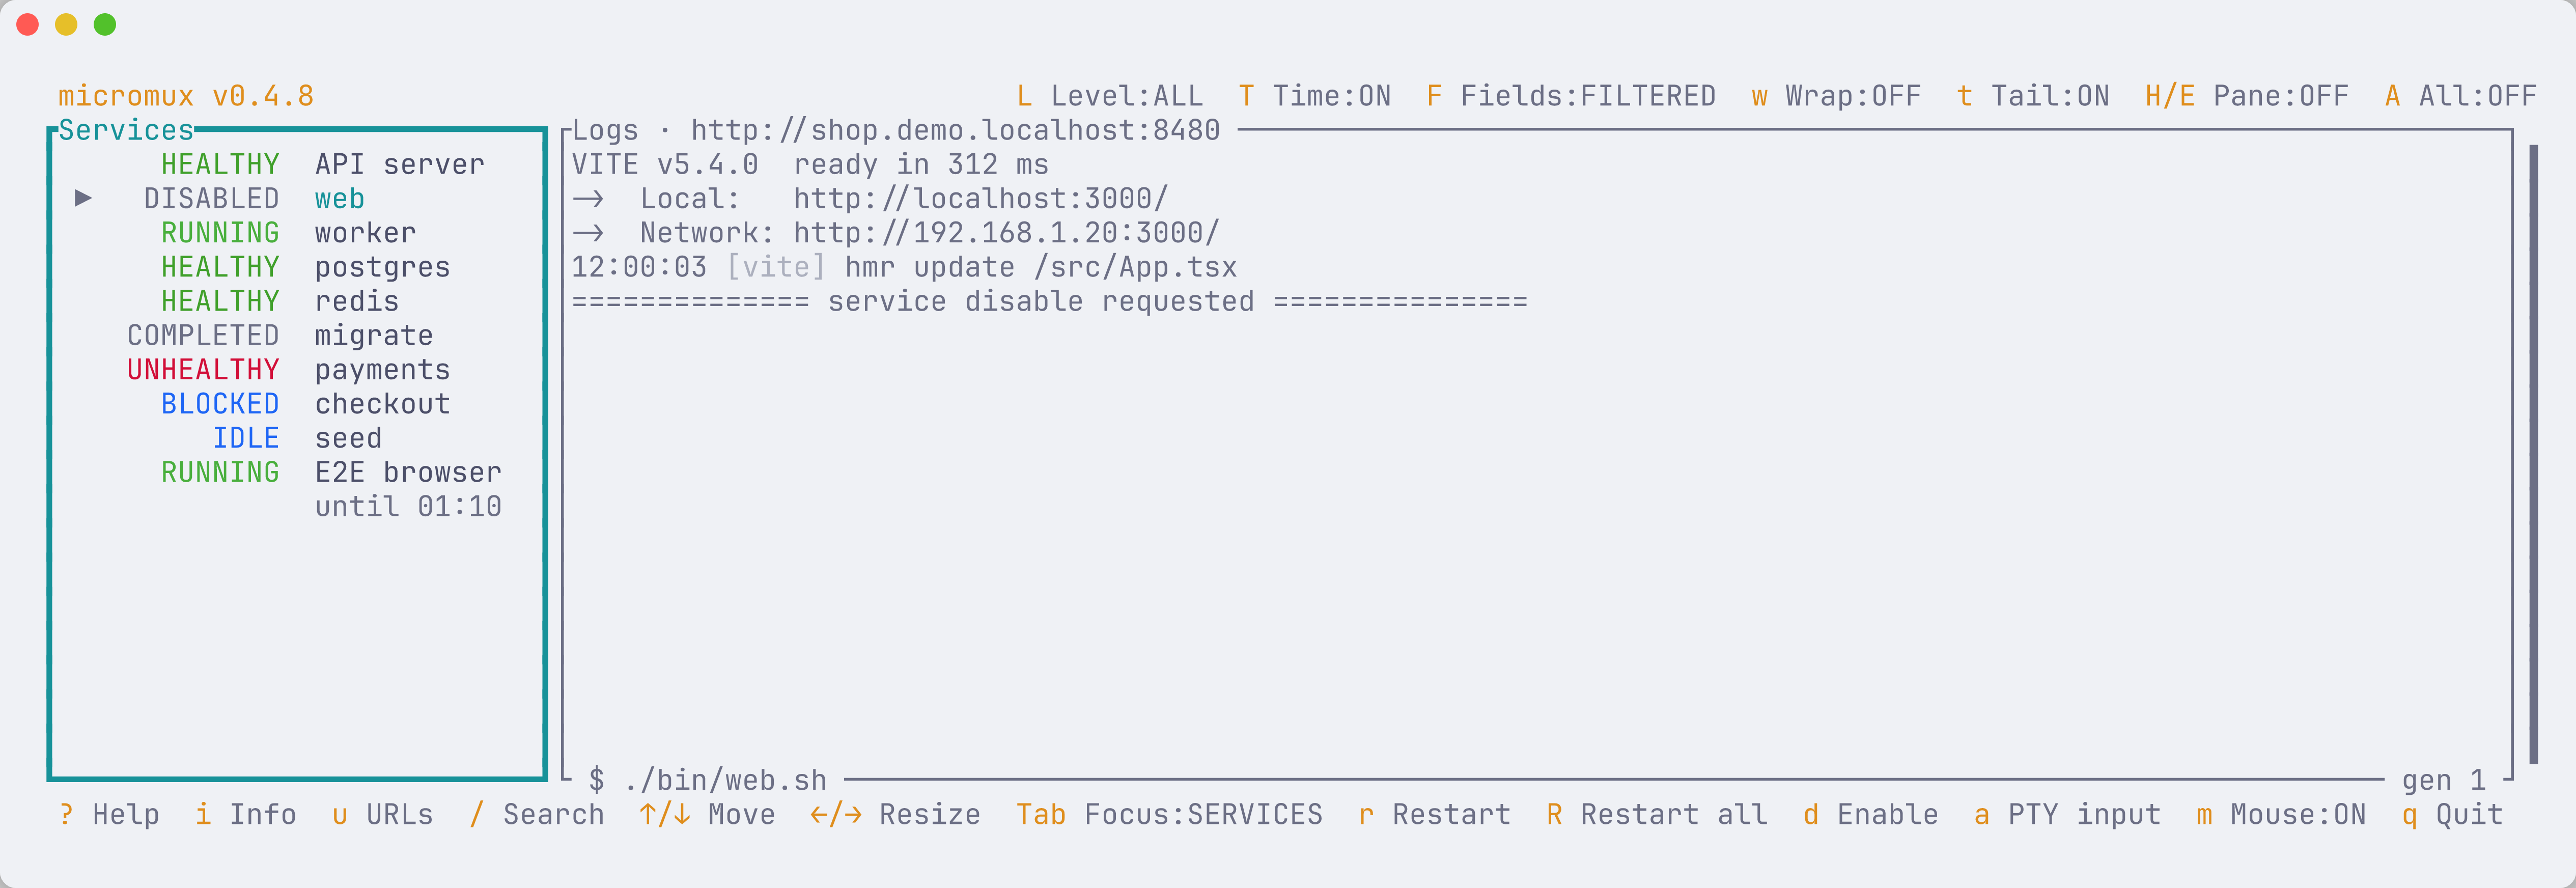 micromux v0.4.8 L Level:ALL T Time:ON F Fields:FILTERED w Wrap:OFF t Tail:ON H/E Pane:OFF A All:OFF
Services
HEALTHY API server
▶ DISABLED web
RUNNING worker
HEALTHY postgres
HEALTHY redis
COMPLETED migrate
UNHEALTHY payments
BLOCKED checkout
IDLE seed
RUNNING E2E browser
until 01:10
Logs · http://shop.demo.localhost:8480
VITE v5.4.0 ready in 312 ms
→ Local: http://localhost:3000/
→ Network: http://192.168.1.20:3000/
12:00:03 [vite] hmr update /src/App.tsx
============== service disable requested ===============
$ ./bin/web.sh gen 1
? Help i Info u URLs / Search ↑/↓ Move ←/→ Resize Tab Focus:SERVICES r Restart R Restart all d Enable a PTY input m Mouse:ON q Quit